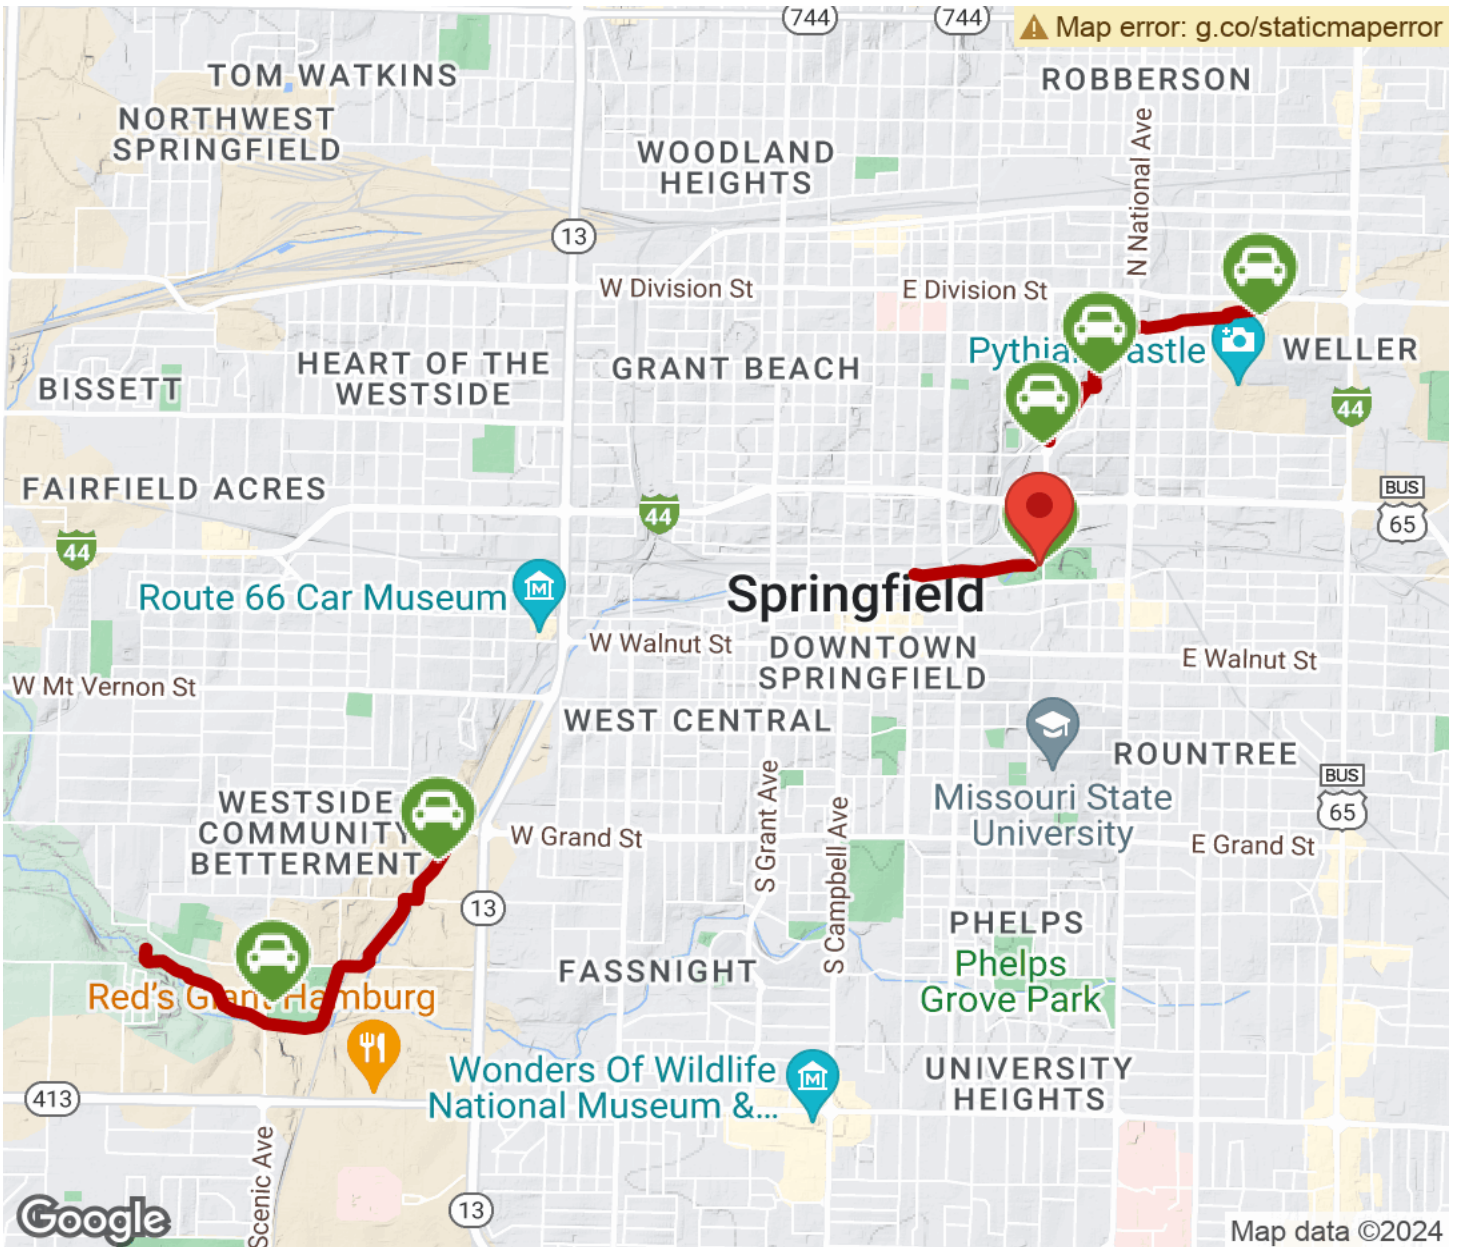 744
744
Map error: g.co/staticmaperror
TOM WATKINS
ROBBERSON
NORTHWEST
SPRINGFIELD
N National Ave
WOODLAND
HEIGHTS
13
W Division St
E Division St
HEART OF THE
WESTSIDE
GRANT BEACH
WELLER
BISSETT
44
FAIRFIELD ACRES
BUS
65
44
44
Route 66 Car Museum
Springfield
W Walnut St
DOWNTOWN
SPRINGFIELD
E Walnut St
W Mt Vernon St
WEST CENTRAL
ROUNTREE
BUS
65
WESTSIDE
COMMUNITY
BETTERMENT
S Grant Ave
S Campbell Ave
Missouri State
University
W Grand St
E Grand St
13
PHELPS
FASSNIGHT
Phelps
Grove Park
Red's Giant Hamburg
Wonders Of Wildlife
National Museum &...
UNIVERSITY
HEIGHTS
413
Scenic Ave
13
Google
Map data ©2024